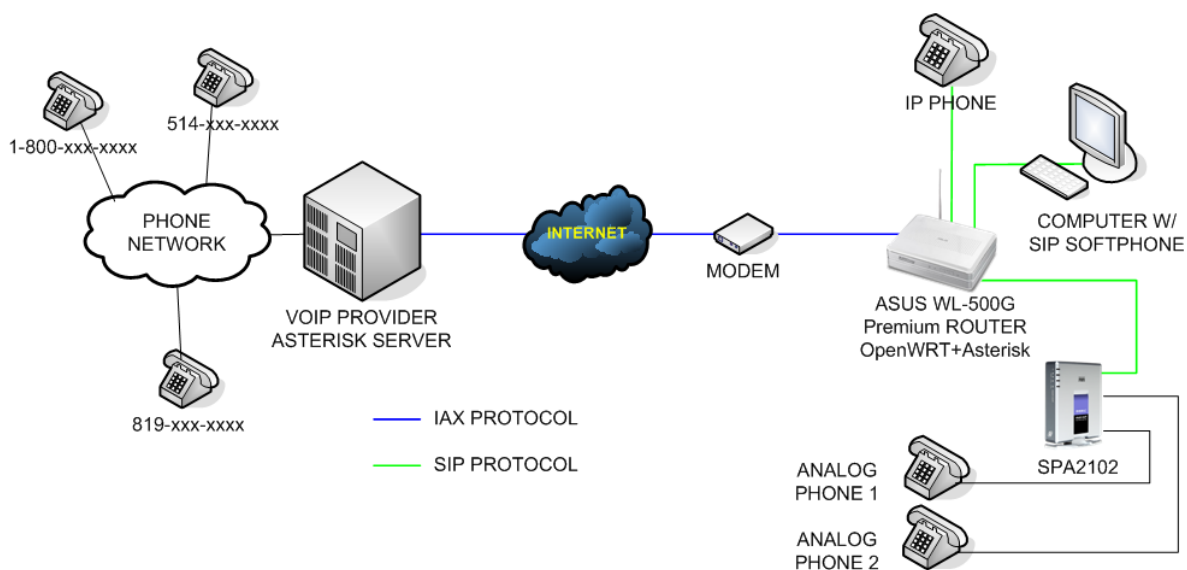 514-xxx-xxxx
1-800-xxx-xxxx
PHONE
NETWORK
819-xxx-xxxx
VOIP PROVIDER
ASTERISK SERVER
INTERNET
MODEM
IP PHONE
COMPUTER W/
SIP SOFTPHONE
ASUS WL-500G
Premium ROUTER
OpenWRT+Asterisk
SPA2102
ANALOG
PHONE 1
ANALOG
PHONE 2
IAX PROTOCOL
SIP PROTOCOL